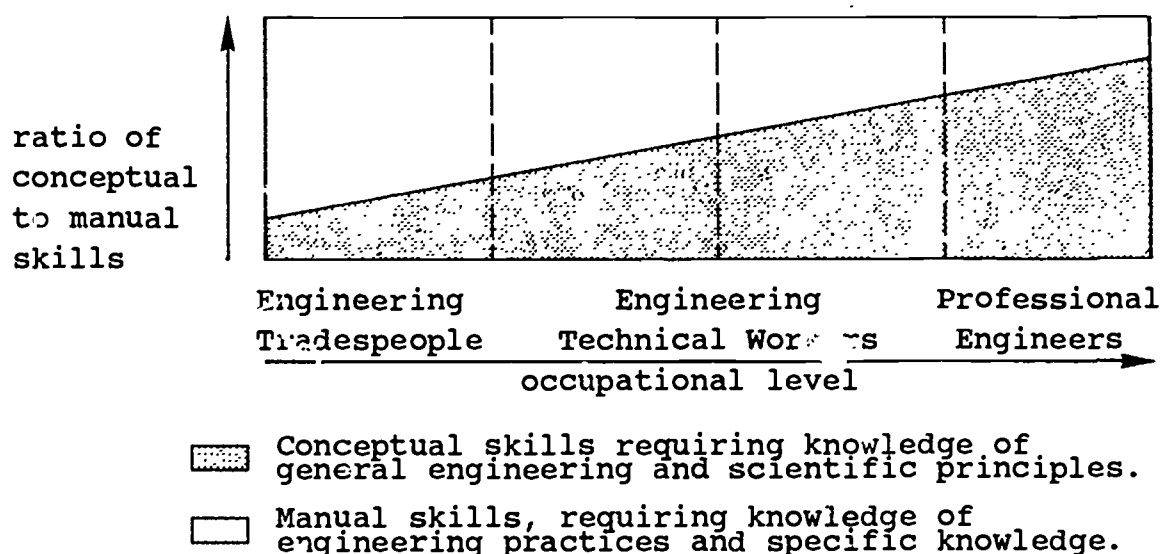 ratio of
conceptual
to manual
skills
Engineering Engineering Professional
Tradespeople Technical Workers Engineers
occupational level
Conceptual skills requiring knowledge of
general engineering and scientific principles.
Manual skills, requiring knowledge of
engineering practices and specific knowledge.